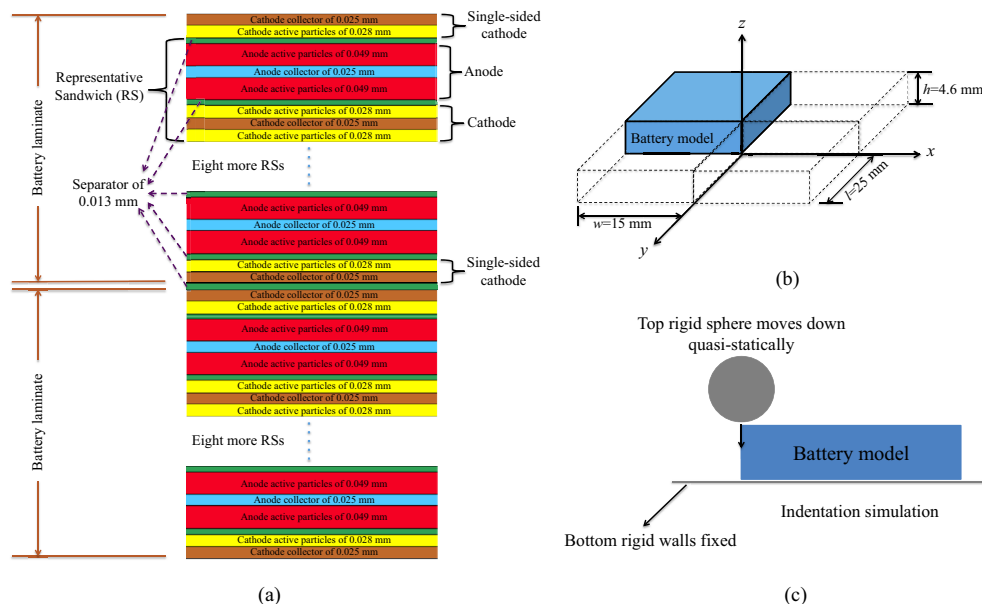 Battery laminate
Battery laminate
Representative
Sandwich (RS)
Separator of
0.013 mm
Cathode collector of 0.025 mm
Cathode active particles of 0.028 mm
Anode active particles of 0.049 mm
Anode collector of 0.025 mm
Anode active particles of 0.049 mm
Cathode active particles of 0.028 mm
Cathode collector of 0.025 mm
Cathode active particles of 0.028 mm
Single-sided
cathode
Anode
Cathode
Eight more RSs
Anode active particles of 0.049 mm
Anode collector of 0.025 mm
Anode active particles of 0.049 mm
Cathode active particles of 0.028 mm
Cathode collector of 0.025 mm
Single-sided
cathode
Cathode collector of 0.025 mm
Cathode active particles of 0.028 mm
Anode active particles of 0.049 mm
Anode collector of 0.025 mm
Anode active particles of 0.049 mm
Cathode active particles of 0.028 mm
Cathode collector of 0.025 mm
Cathode active particles of 0.028 mm
Eight more RSs
Anode active particles of 0.049 mm
Anode collector of 0.025 mm
Anode active particles of 0.049 mm
Cathode active particles of 0.028 mm
Cathode collector of 0.025 mm
(a)
z
h=4.6 mm
Battery model
x
l=25 mm
w=15 mm
y
(b)
Top rigid sphere moves down
quasi-statically
Battery model
Indentation simulation
Bottom rigid walls fixed
(c)